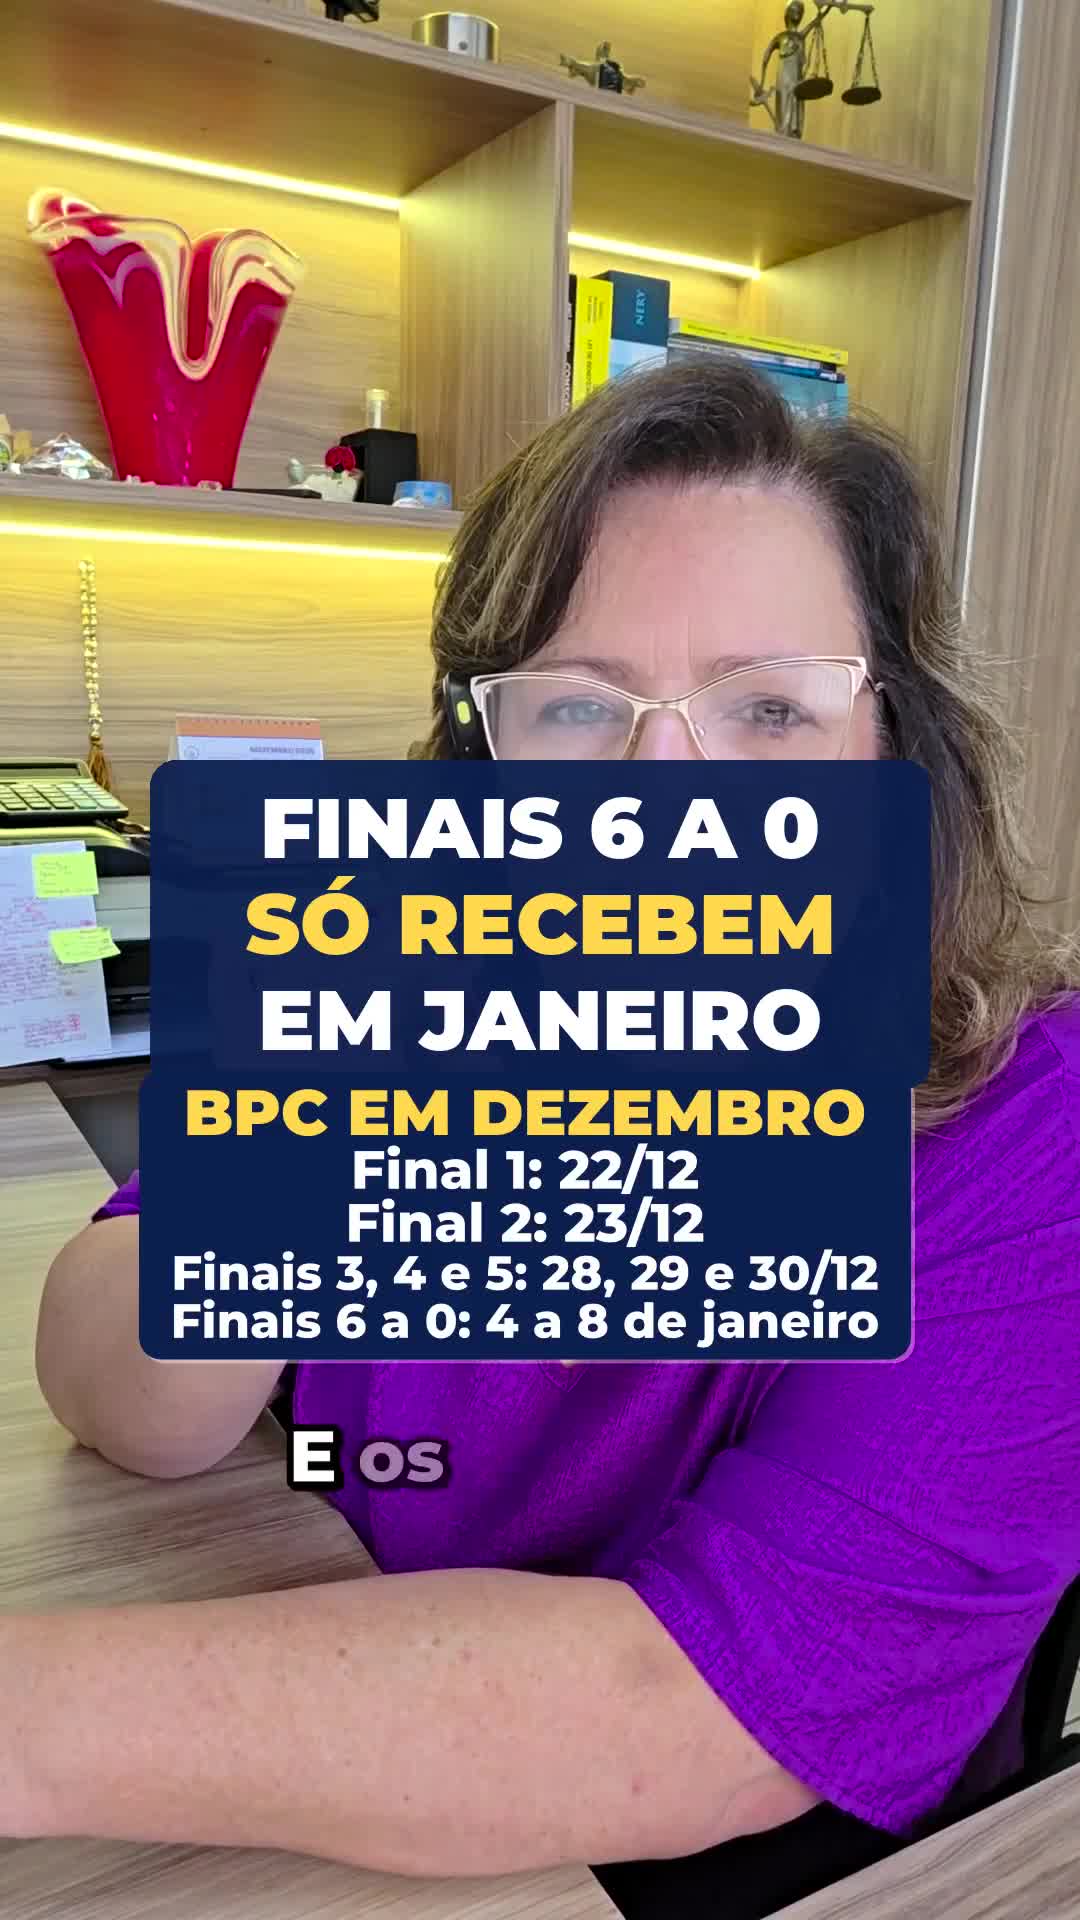 NERY
FINAIS 6 A 0
SÓ RECEBEM
EM JANEIRO
BPC EM DEZEMBRO
Final 1: 22/12
Final 2: 23/12
Finais 3, 4 e 5: 28, 29 e 30/12
Finais 6 a 0: 4 a 8 de janeiro
E os